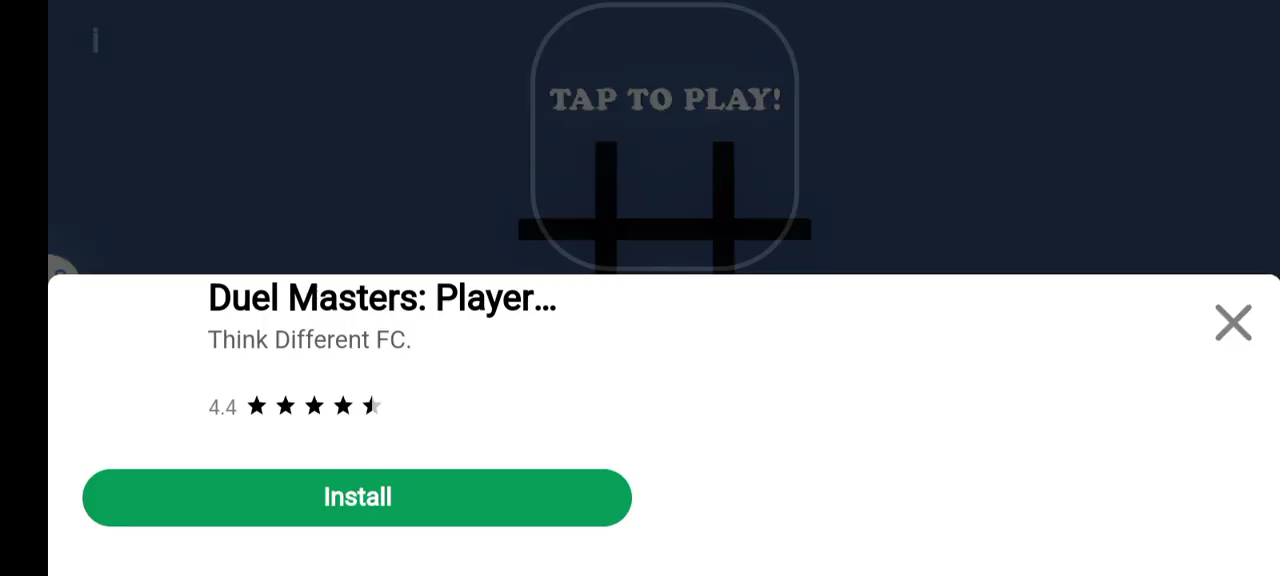 i
TAP TO PLAY!
Duel Masters: Player...
Think Different FC.
4.4
Install